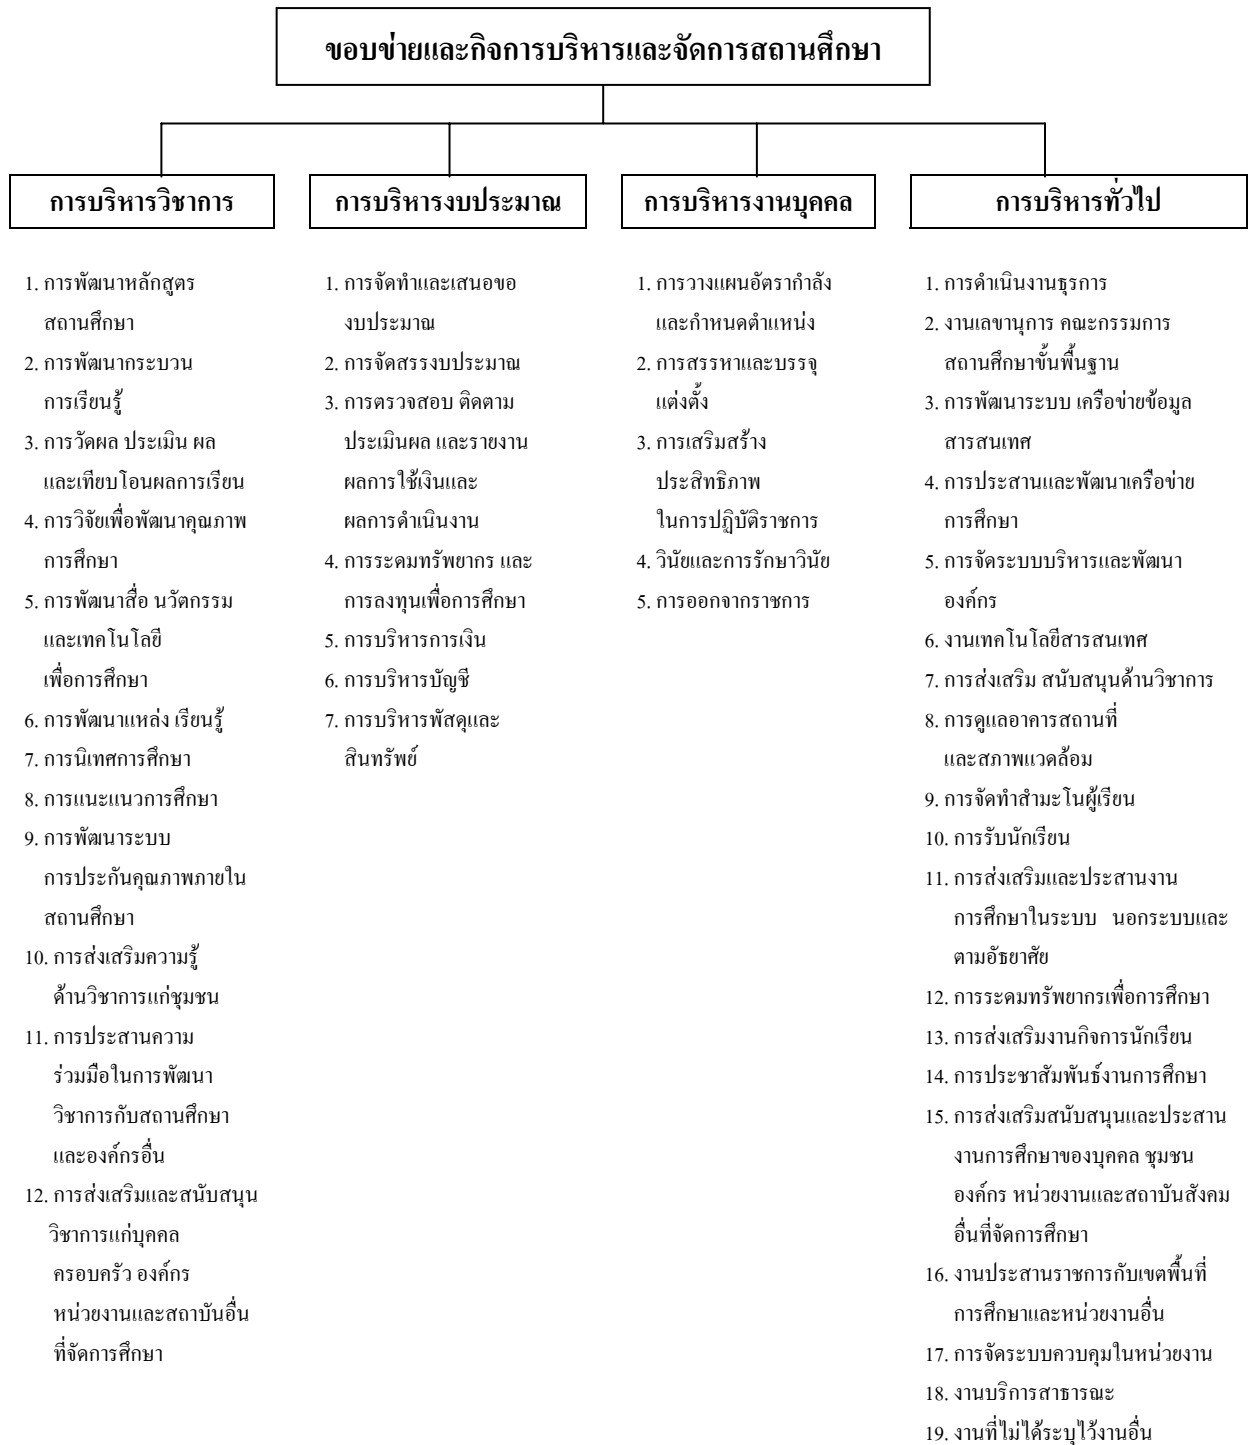 ขอบข่ายและกิจการบริหารและจัดการสถานศึกษา
การบริหารวิชาการ
1. การพัฒนาหลักสูตร
สถานศึกษา
2. การพัฒนากระบวน
การเรียนรู้
3. การวัดผล ประเมิน ผล
และเทียบโอนผลการเรียน
4. การวิจัยเพื่อพัฒนาคุณภาพ
การศึกษา
5. การพัฒนาสื่อ นวัตกรรม
และเทคโนโลยี
เพื่อการศึกษา
6. การพัฒนาแหล่ง เรียนรู้
7. การนิเทศการศึกษา
8. การแนะแนวการศึกษา
9. การพัฒนาระบบ
การประกันคุณภาพภายใน
สถานศึกษา
10. การส่งเสริมความรู้
ด้านวิชาการแก่ชุมชน
11. การประสานความ
ร่วมมือในการพัฒนา
วิชาการกับสถานศึกษา
และองค์กรอื่น
12. การส่งเสริมและสนับสนุน
วิชาการแก่บุคคล
ครอบครัว องค์กร
หน่วยงานและสถาบันอื่น
ที่จัดการศึกษา
การบริหารงบประมาณ
1. การจัดทำและเสนอขอ
งบประมาณ
2. การจัดสรรงบประมาณ
3. การตรวจสอบ ติดตาม
ประเมินผล และรายงาน
ผลการใช้เงินและ
ผลการดำเนินงาน
4. การระดมทรัพยากร และ
การลงทุนเพื่อการศึกษา
5. การบริหารการเงิน
6. การบริหารบัญชี
7. การบริหารพัสดุและ
สินทรัพย์
การบริหารงานบุคคล
1. การวางแผนอัตรากำลัง
และกำหนดตำแหน่ง
2. การสรรหาและบรรจุ
แต่งตั้ง
3. การเสริมสร้าง
ประสิทธิภาพ
ในการปฏิบัติราชการ
4. วินัยและการรักษาวินัย
5. การออกจากราชการ
การบริหารทั่วไป
1. การดำเนินงานธุรการ
2. งานเลขานุการ คณะกรรมการ
สถานศึกษาขั้นพื้นฐาน
3. การพัฒนาระบบ เครือข่ายข้อมูล
สารสนเทศ
4. การประสานและพัฒนาเครือข่าย
การศึกษา
5. การจัดระบบบริหารและพัฒนา
องค์กร
6. งานเทคโนโลยีสารสนเทศ
7. การส่งเสริม สนับสนุนด้านวิชาการ
8. การดูแลอาคารสถานที่
และสภาพแวดล้อม
9. การจัดทำสำมะโนผู้เรียน
10. การรับนักเรียน
11. การส่งเสริมและประสานงาน
การศึกษาในระบบ นอกระบบและ
ตามอัธยาศัย
12. การระดมทรัพยากรเพื่อการศึกษา
13. การส่งเสริมงานกิจการนักเรียน
14. การประชาสัมพันธ์งานการศึกษา
15. การส่งเสริมสนับสนุนและประสาน
งานการศึกษาของบุคคล ชุมชน
องค์กร หน่วยงานและสถาบันสังคม
อื่นที่จัดการศึกษา
16. งานประสานราชการกับเขตพื้นที่
การศึกษาและหน่วยงานอื่น
17. การจัดระบบควบคุมในหน่วยงาน
18. งานบริการสาธารณะ
19. งานที่ไม่ได้ระบุไว้งานอื่น